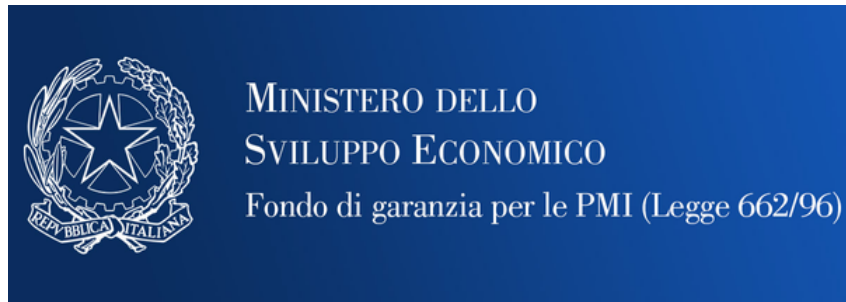 MINISTERO DELLO
SVILUPPO ECONOMICO
Fondo di garanzia per le PMI (Legge 662/96)
REPVBBLICA ITALIANA